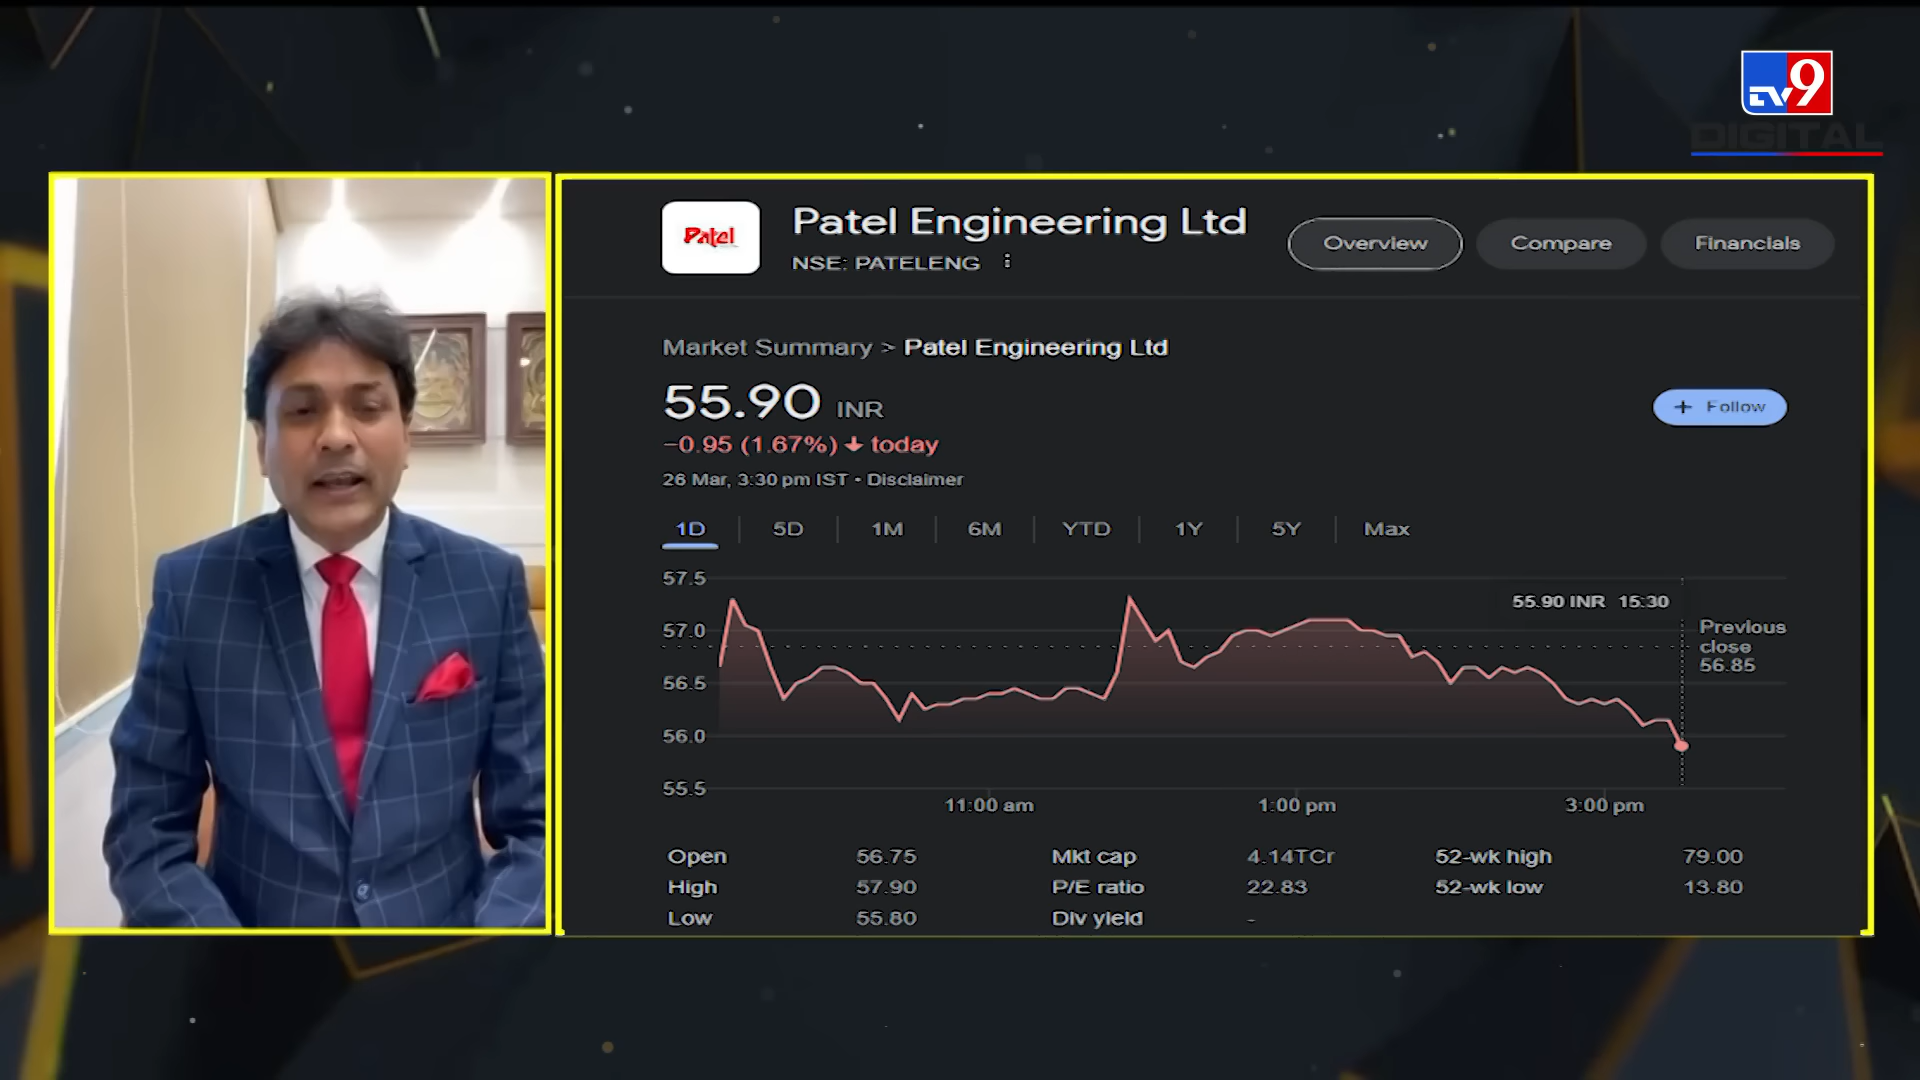 TV9
DIGITAL
Patel
Patel Engineering Ltd
NSE: PATELENG
Overview
Compare
Financials
Market Summary > Patel Engineering Ltd
55.90 INR
+ Follow
−0.95 (1.67%) ↓ today
26 Mar, 3:30 pm IST • Disclaimer
1D 5D 1M 6M YTD 1Y 5Y Max
57.5
55.90 INR 15:30
57.0
Previous
close
56.85
56.5
56.0
55.5
11:00 am 1:00 pm 3:00 pm
Open 56.75 Mkt cap 4.14TCr 52-wk high 79.00
High 57.90 P/E ratio 22.83 52-wk low 13.80
Low 55.80 Div yield -